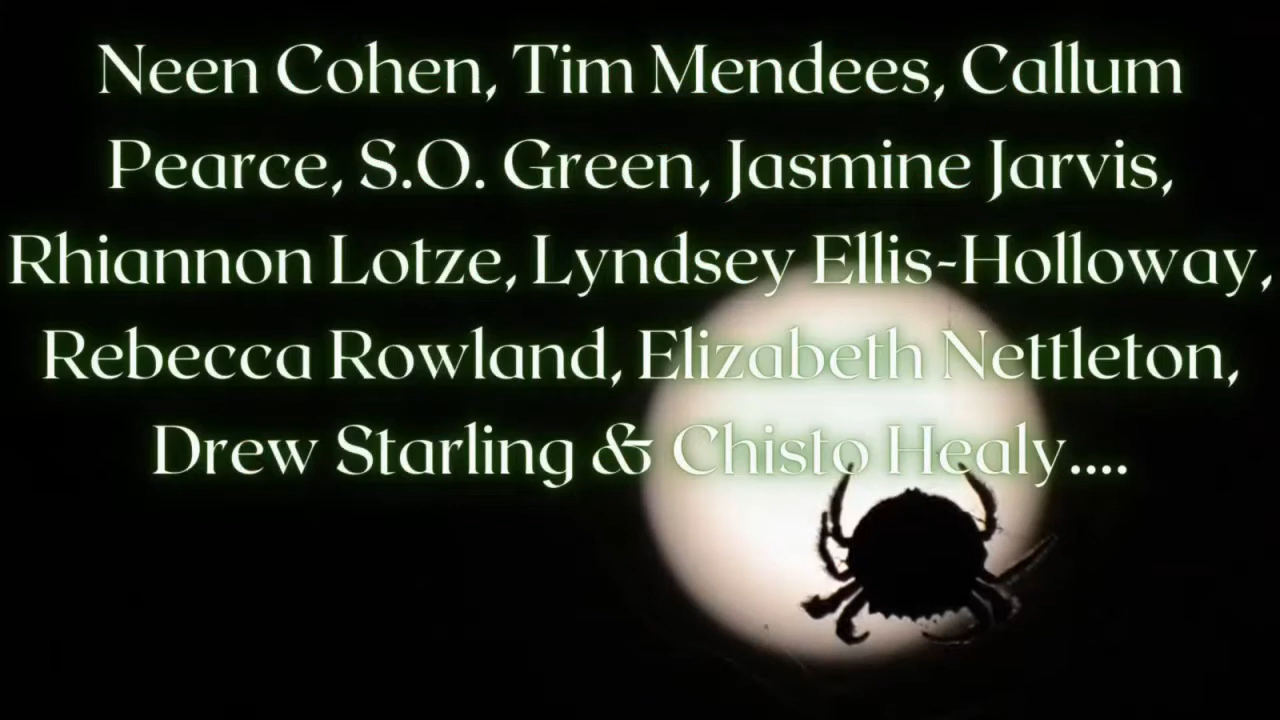 Neen Cohen, Tim Mendees, Callum
Pearce, S.O. Green, Jasmine Jarvis,
Rhiannon Lotze, Lyndsey Ellis-Holloway,
Rebecca Rowland, Elizabeth Nettleton,
Drew Starling & Chisto Healy....